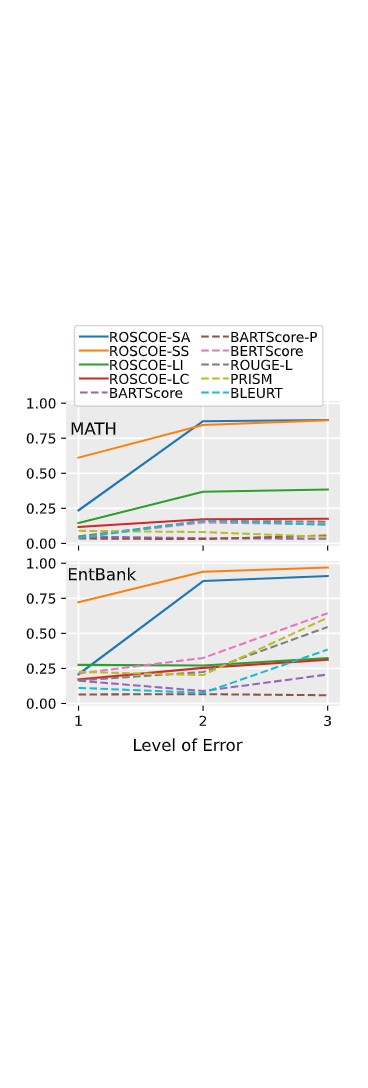 ROSCOE-SA BARTScore-P
ROSCOE-SS BERTScore
ROSCOE-LI ROUGE-L
ROSCOE-LC PRISM
BARTScore BLEURT
1.00
MATH
0.75
0.50
0.25
0.00
1.00
EntBank
0.75
0.50
0.25
0.00
1 2 3
Level of Error